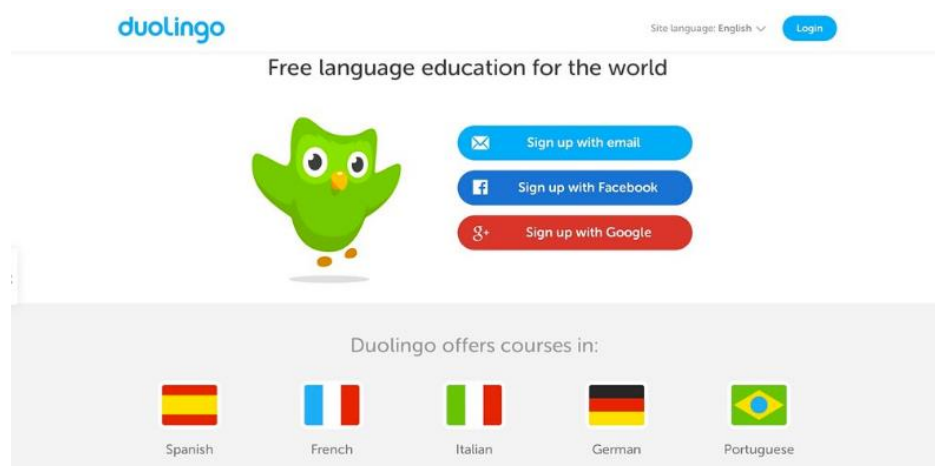 duolingo
Site language: English
Login
Free language education for the world
Sign up with email
Sign up with Facebook
g+ Sign up with Google
Duolingo offers courses in:
Spanish
French
Italian
German
Portuguese